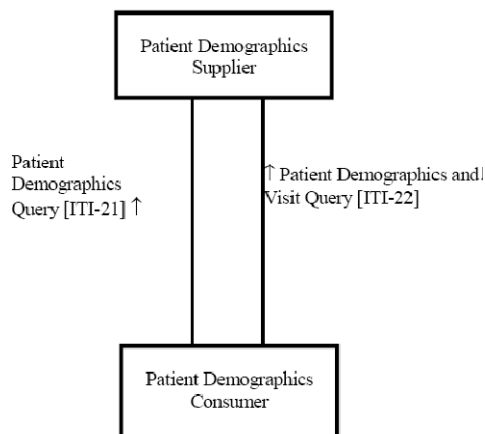 Patient Demographics
Supplier
Patient
Demographics
Query [ITI-21] ↑
↑ Patient Demographics and
Visit Query [ITI-22]
Patient Demographics
Consumer